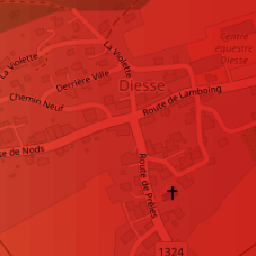 La Violette
La Violette
Centre
équestre
Diesse
Derrière Ville
Diesse
Chemin Neuf
Route de Lamboing
te de Nods
Route de Prêles
1324